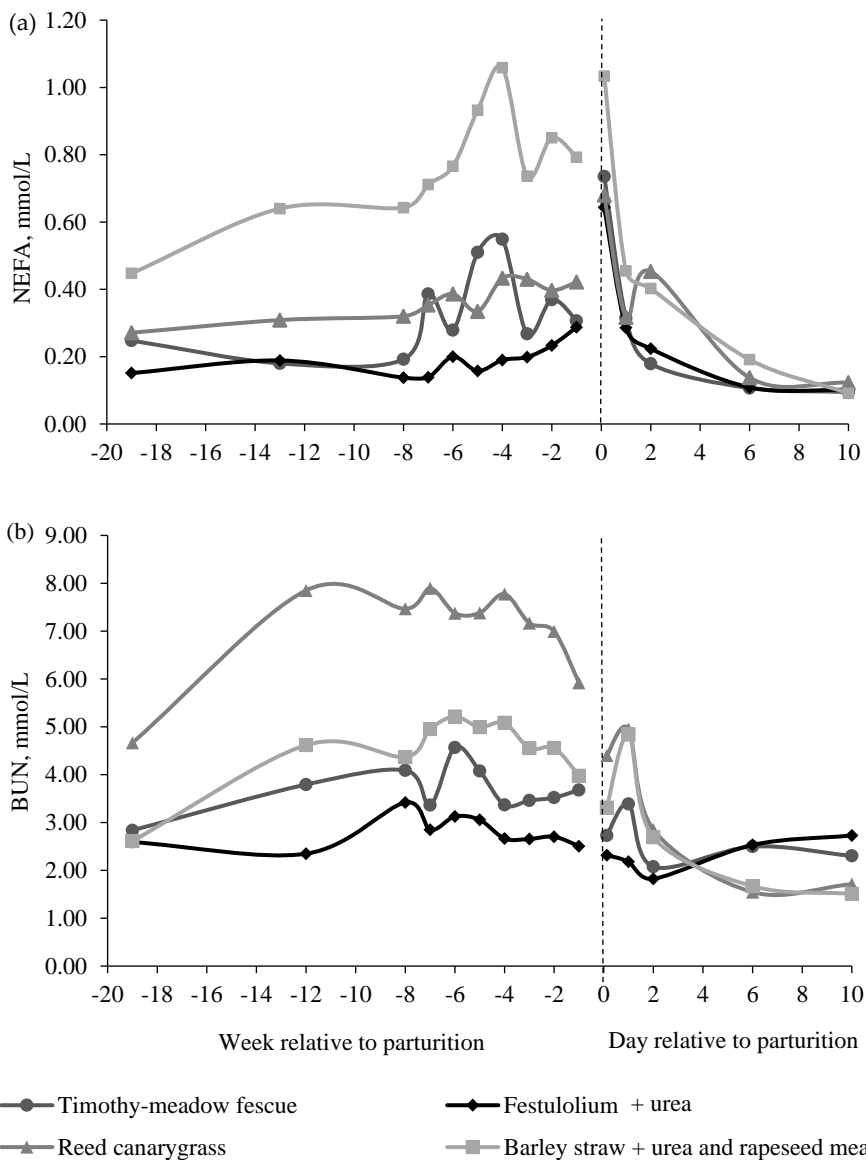 (a)
1.20
1.00
0.80
0.60
0.40
0.20
0.00
NEFA, mmol/L
-20 -18 -16 -14 -12 -10 -8 -6 -4 -2 0 2 4 6 8 10
(b)
9.00
8.00
7.00
6.00
5.00
4.00
3.00
2.00
1.00
0.00
BUN, mmol/L
-20 -18 -16 -14 -12 -10 -8 -6 -4 -2 0 2 4 6 8 10
Week relative to parturition Day relative to parturition
Timothy-meadow fescue Festulolium + urea
Reed canarygrass Barley straw + urea and rapeseed mea